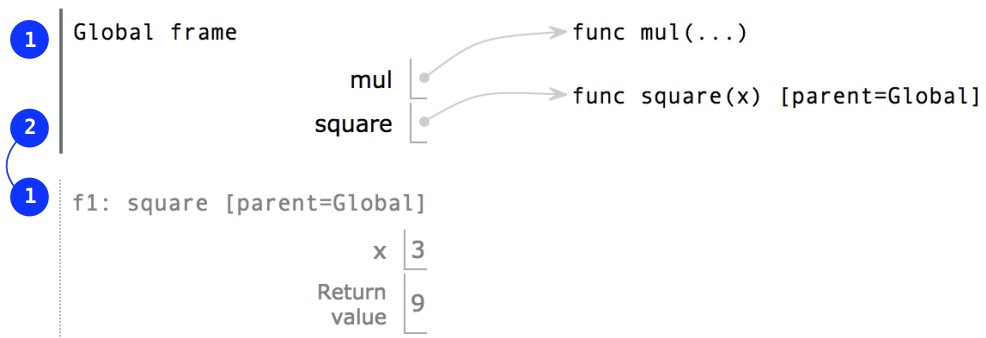 1 Global frame func mul(...)
mul
func square(x) [parent=Global]
2 square
1 f1: square [parent=Global]
x 3
Return
value 9